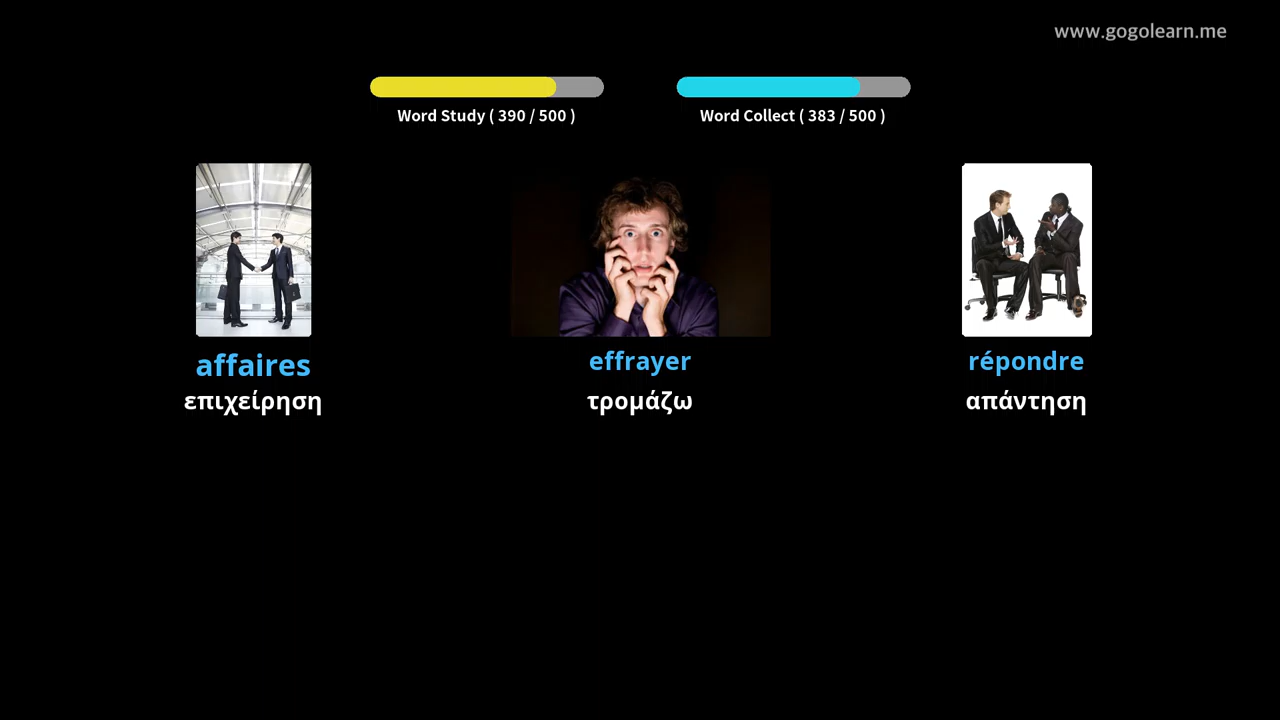 www.gogolearn.me
Word Study ( 390 / 500 )
Word Collect ( 383 / 500 )
affaires
effrayer
répondre
επιχείρηση
τρομάζω
απάντηση